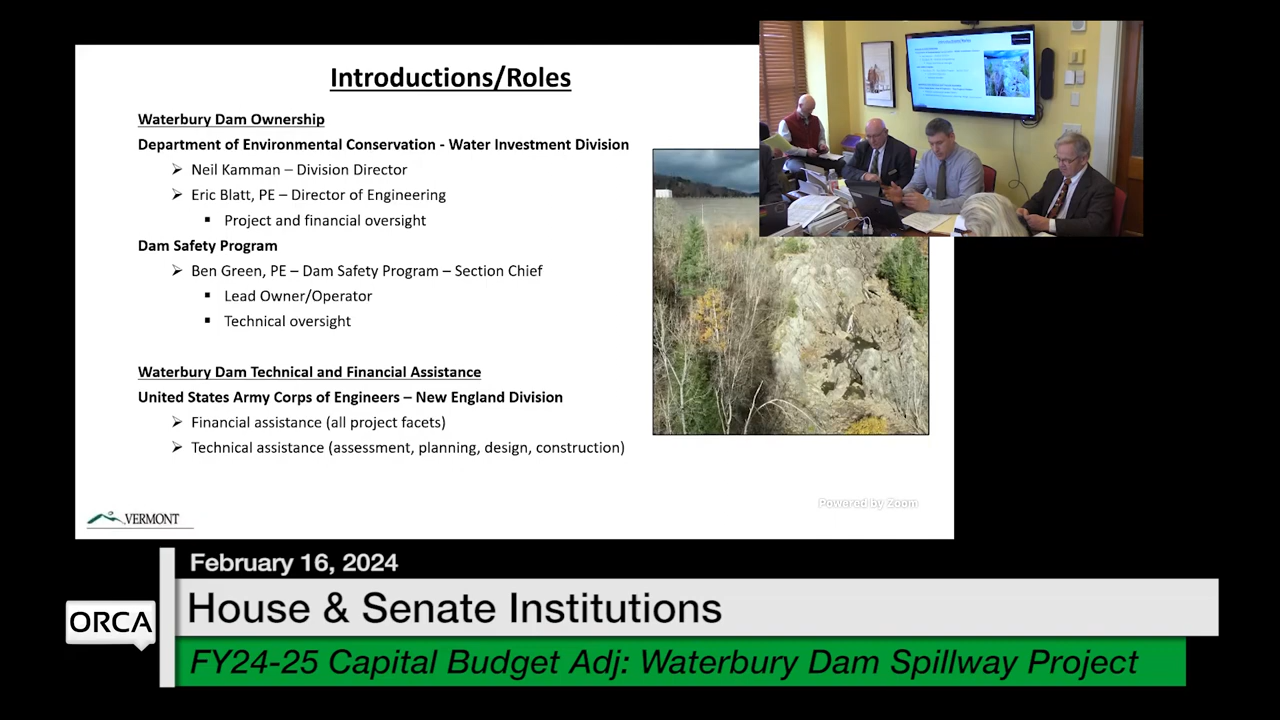 Introductions/Roles
Waterbury Dam Ownership
Department of Environmental Conservation - Water Investment Division
Neil Kamman – Division Director
Eric Blatt, PE – Director of Engineering
Project and financial oversight
Dam Safety Program
Ben Green, PE – Dam Safety Program – Section Chief
Lead Owner/Operator
Technical oversight
Waterbury Dam Technical and Financial Assistance
United States Army Corps of Engineers – New England Division
Financial assistance (all project facets)
Technical assistance (assessment, planning, design, construction)
VERMONT
Powered by Zoom
February 16, 2024
ORCA
House & Senate Institutions
FY24-25 Capital Budget Adj: Waterbury Dam Spillway Project